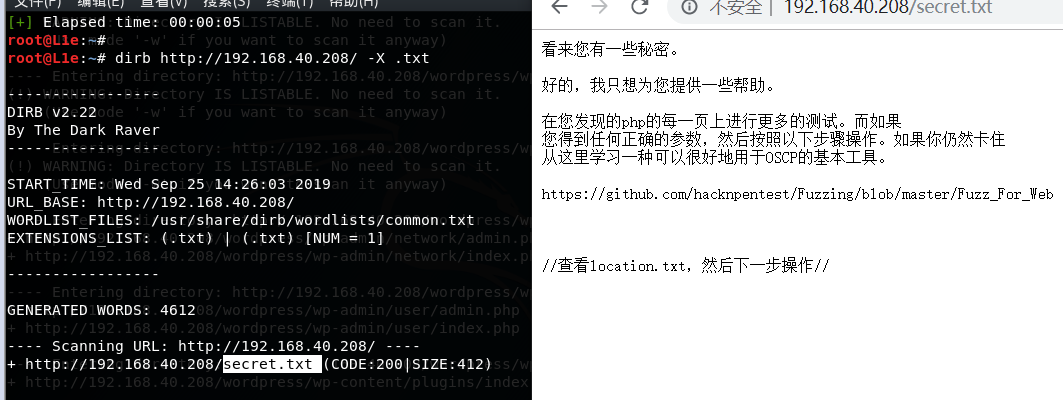 文件(F) 编辑(E) 查看(V) 搜索(S) 终端(T) 帮助(H)
[+] Elapsed time: 00:00:05
root@L1e:~#
root@L1e:~# dirb http://192.168.40.208/ -X .txt
-----------------
DIRB v2.22
By The Dark Raver
-----------------
START_TIME: Wed Sep 25 14:26:03 2019
URL_BASE: http://192.168.40.208/
WORDLIST_FILES: /usr/share/dirb/wordlists/common.txt
EXTENSIONS_LIST: (.txt) | (.txt) [NUM = 1]
-----------------
GENERATED WORDS: 4612
---- Scanning URL: http://192.168.40.208/ ----
+ http://192.168.40.208/secret.txt (CODE:200|SIZE:412)
不安全 | 192.168.40.208/secret.txt
看来您有一些秘密。
好的，我只想为您提供一些帮助。
在您发现的php的每一页上进行更多的测试。而如果
您得到任何正确的参数，然后按照以下步骤操作。如果你仍然卡住
从这里学习一种可以很好地用于OSCP的基本工具。
https://github.com/hacknpentest/Fuzzing/blob/master/Fuzz_For_Web
//查看location.txt，然后下一步操作//